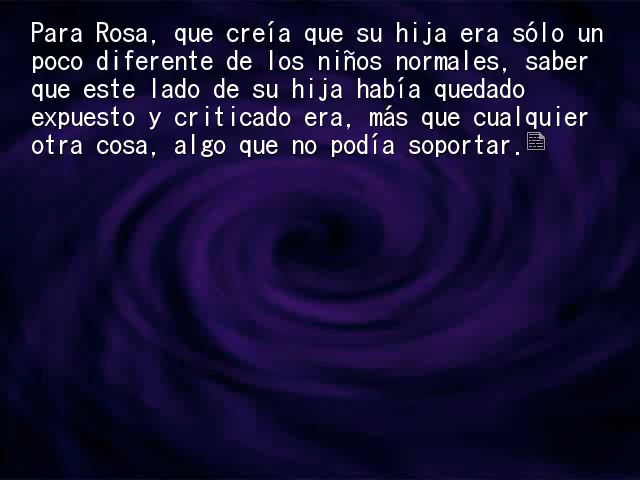 Para Rosa, que creía que su hija era sólo un
poco diferente de los niños normales, saber
que este lado de su hija había quedado
expuesto y criticado era, más que cualquier
otra cosa, algo que no podía soportar.